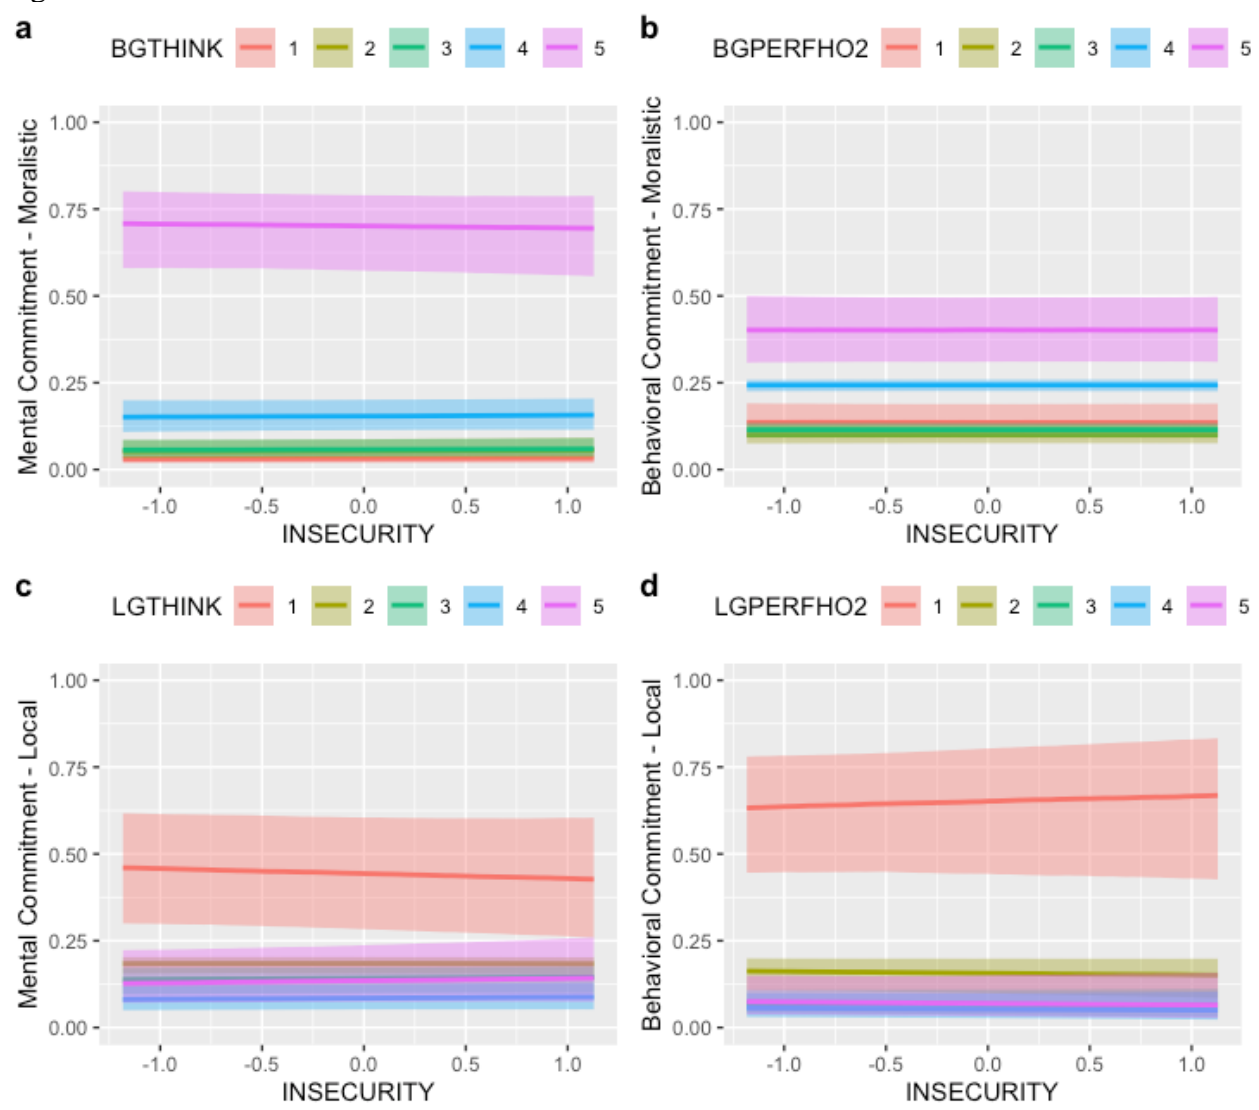 a
BGTHINK 1 2 3 4 5
Mental Commitment - Moralistic
1.00
0.75
0.50
0.25
0.00
-1.0 -0.5 0.0 0.5 1.0
INSECURITY
b
BGPERFHO2 1 2 3 4 5
Behavioral Commitment - Moralistic
1.00
0.75
0.50
0.25
0.00
-1.0 -0.5 0.0 0.5 1.0
INSECURITY
c
LGTHINK 1 2 3 4 5
Mental Commitment - Local
1.00
0.75
0.50
0.25
0.00
-1.0 -0.5 0.0 0.5 1.0
INSECURITY
d
LGPERFHO2 1 2 3 4 5
Behavioral Commitment - Local
1.00
0.75
0.50
0.25
0.00
-1.0 -0.5 0.0 0.5 1.0
INSECURITY